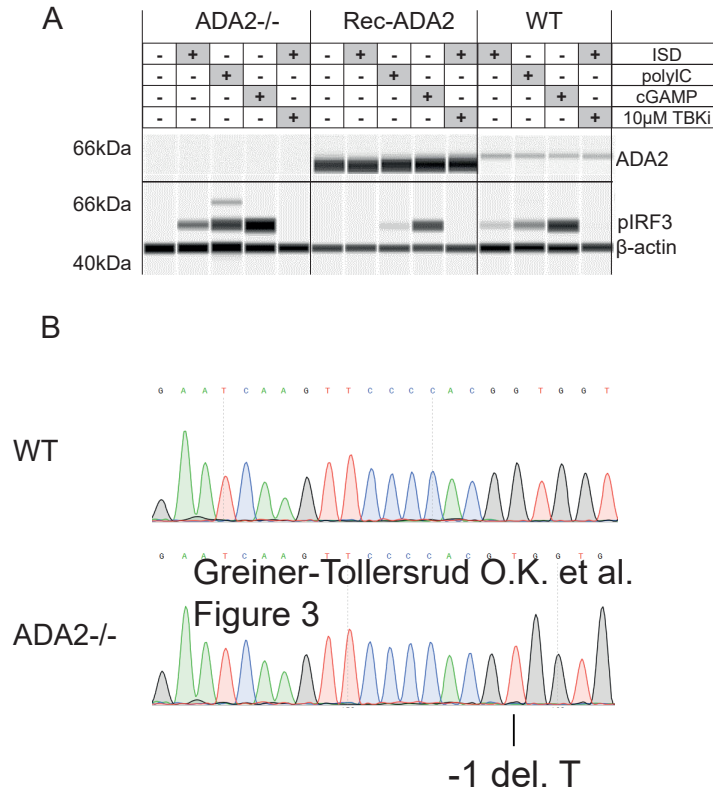 A
ADA2-/- Rec-ADA2 WT
- + - - + - + - - + + - - + ISD
- - + - - - - + - - - + - - polyIC
- - - + - - - - + - - - + - cGAMP
- - - - + - - - - + - - - + 10µM TBKi
66kDa ADA2
66kDa pIRF3
β-actin
40kDa
B
G A A T C A A G T T C C C C A C G G T G G T
WT
G A A T C A A G T T C C C C A C G T G G T G
Greiner-Tollersrud O.K. et al.
Figure 3
ADA2-/-
-1 del. T